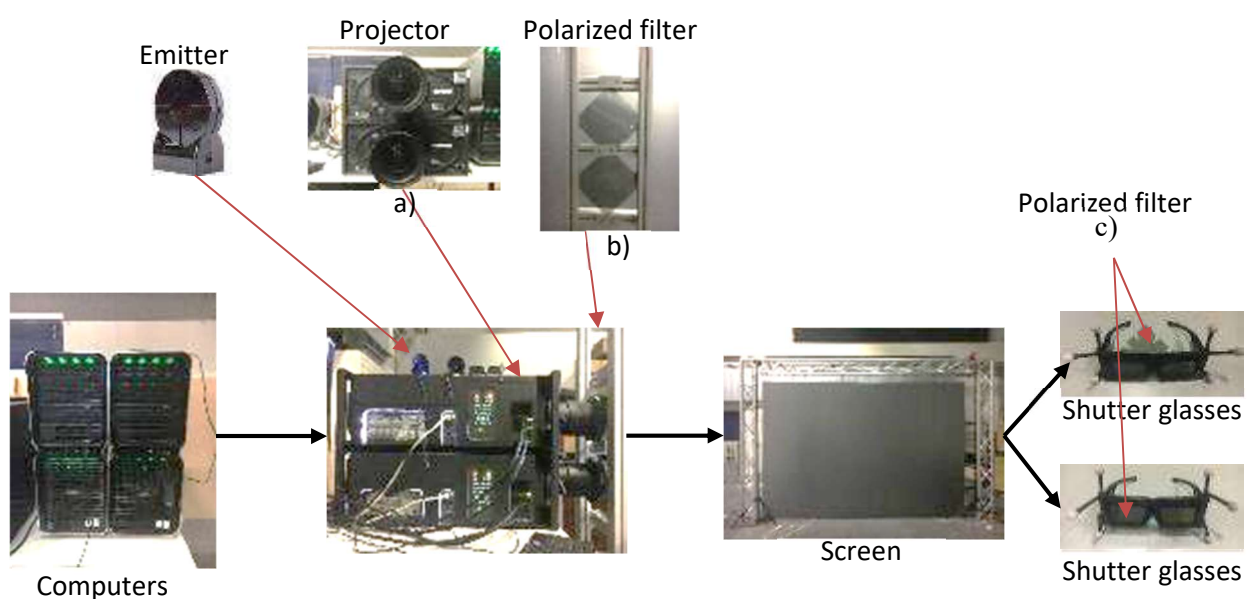 Emitter
Projector
Polarized filter
a)
b)
Polarized filter
c)
Shutter glasses
Shutter glasses
Screen
Computers